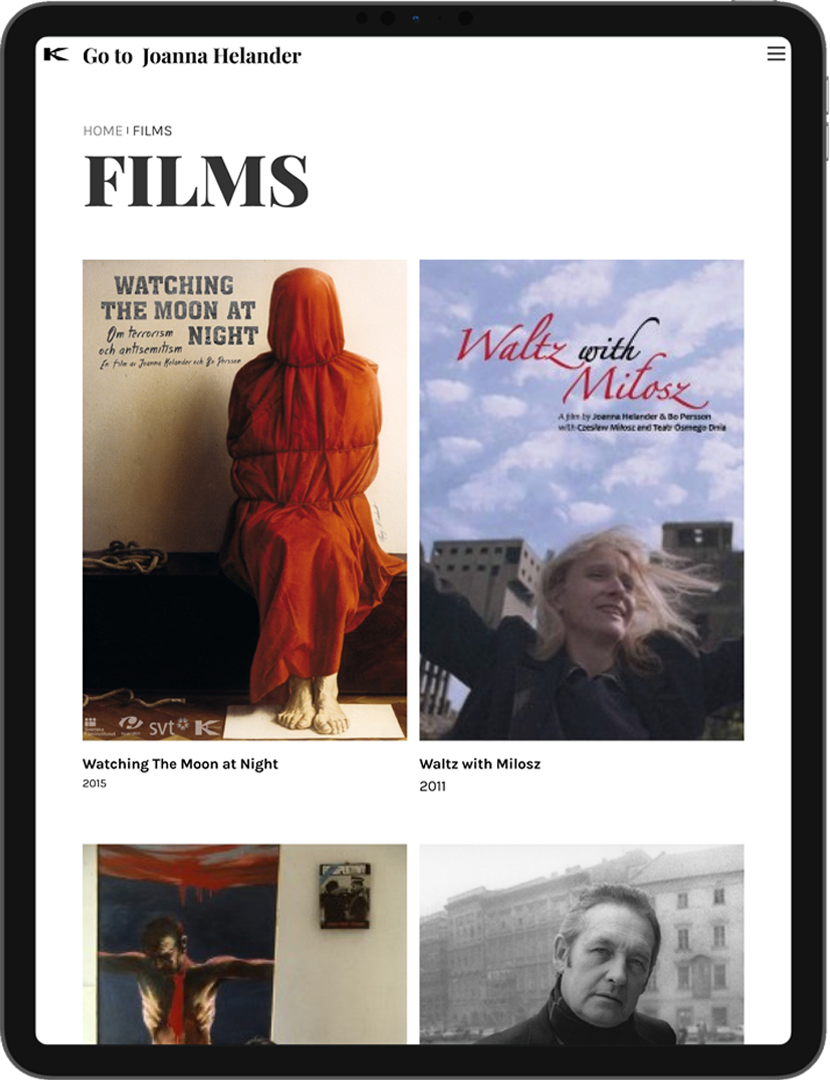 Go to Joanna Helander
HOME | FILMS
FILMS
WATCHING
THE MOON AT
NIGHT
Om terrorism
och antisemitism
En film av Joanna Helander och Bo Persson
svt
Waltz with
Miłosz
A film by Joanna Helander & Bo Persson
with Czesław Miłosz and Teatr Ósmego Dnia
Watching The Moon at Night
2015
Waltz with Milosz
2011